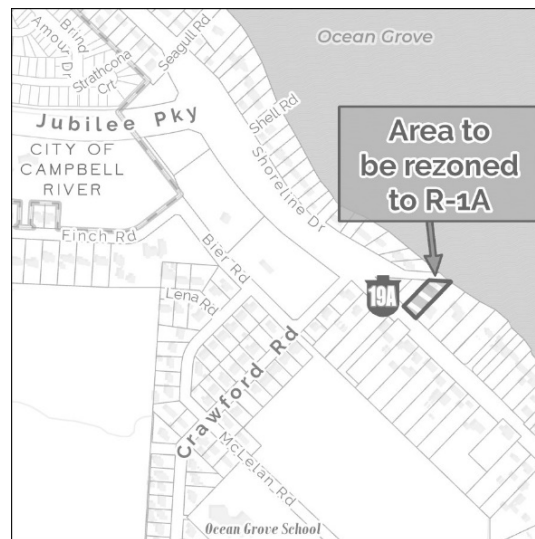 Ocean Grove
Brind
Amour Dr
Strathcona
Crt
Seagull Rd
Shell Rd
Jubilee Pky
Area to
be rezoned
to R-1A
CITY OF
CAMPBELL
RIVER
Shoreline Dr
Finch Rd
Bier Rd
19A
Lena Rd
Crawford Rd
McLelan Rd
Ocean Grove School